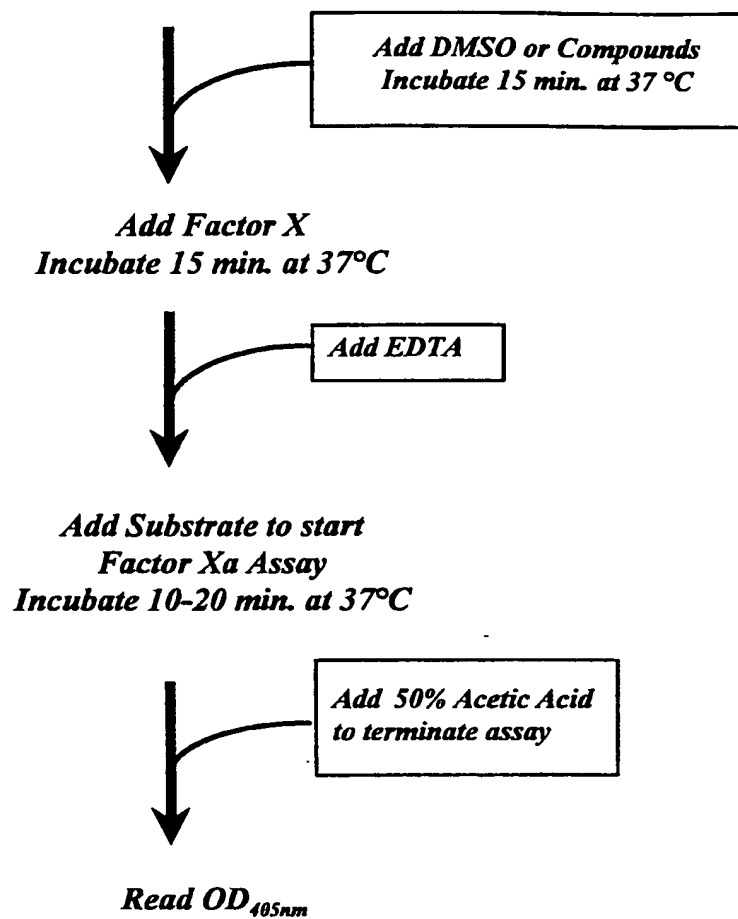 Add DMSO or Compounds
Incubate 15 min. at 37 °C
Add Factor X
Incubate 15 min. at 37°C
Add EDTA
Add Substrate to start
Factor Xa Assay
Incubate 10-20 min. at 37°C
Add 50% Acetic Acid
to terminate assay
Read OD405nm